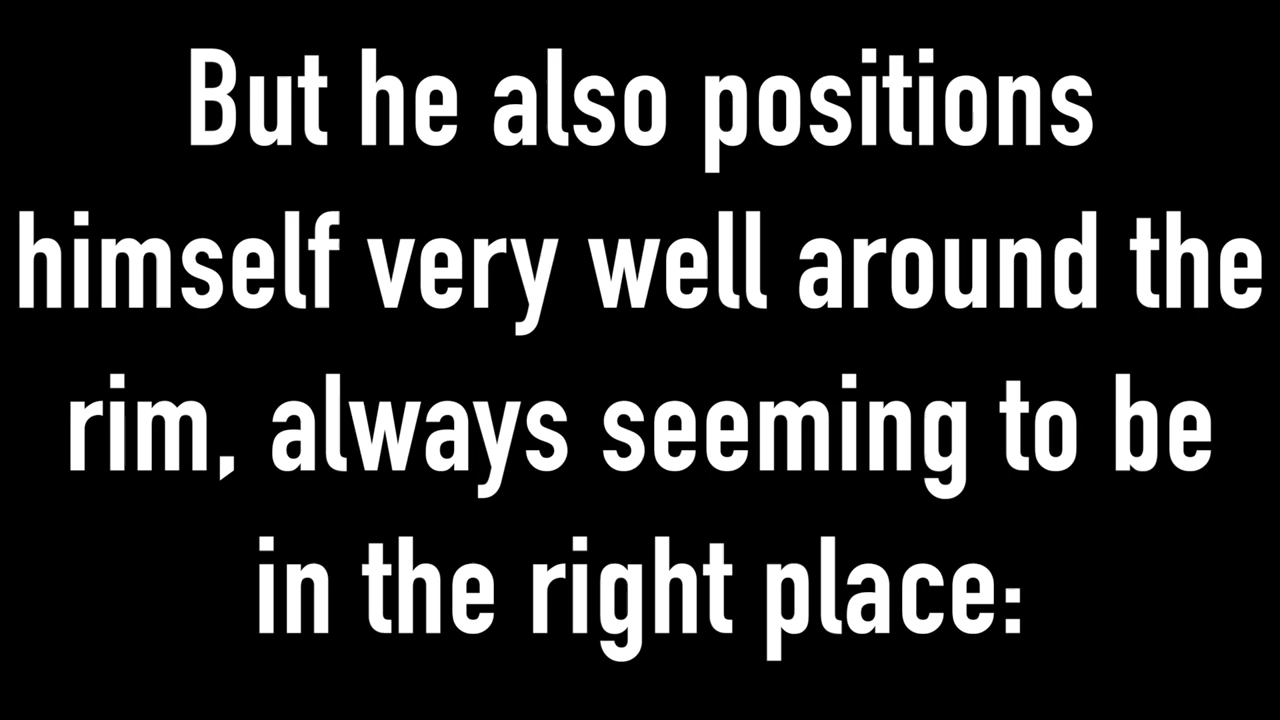 But he also positions
himself very well around the
rim, always seeming to be
in the right place: